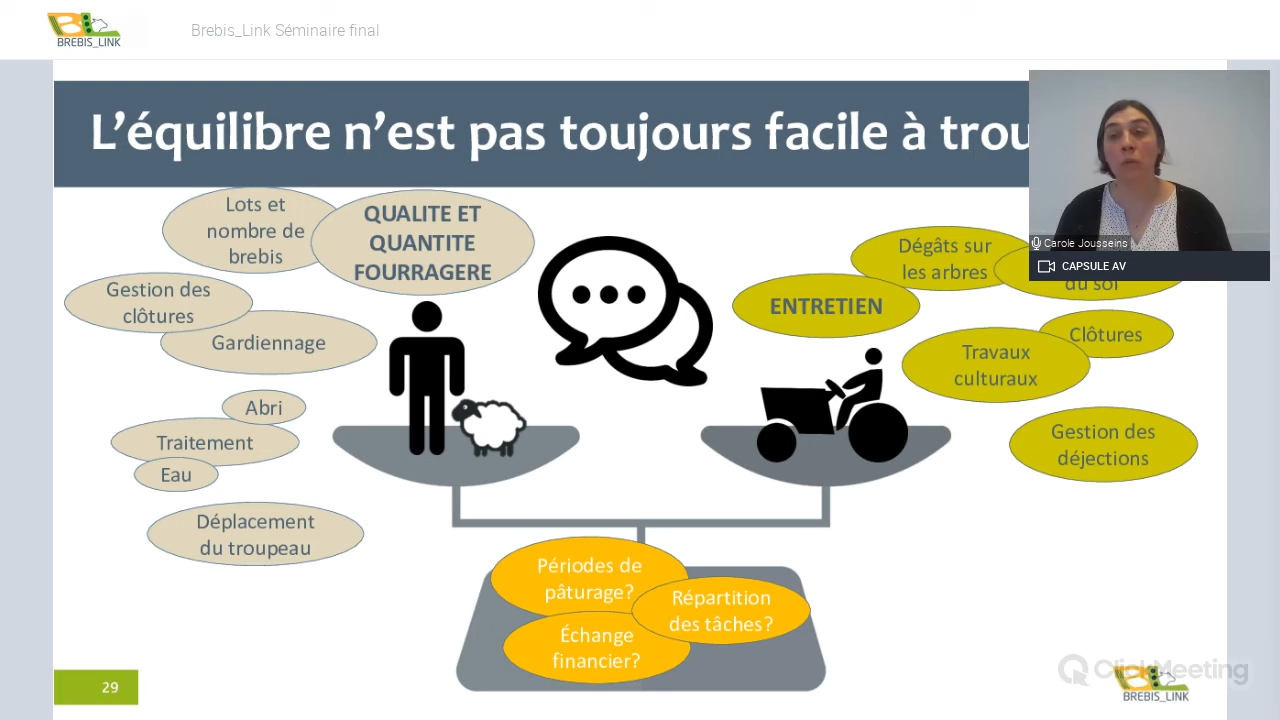 BREBIS_LINK
Brebis_Link Séminaire final
L’équilibre n’est pas toujours facile à
Carole Jousseins
CAPSULE AV
Lots et
nombre de
brebis
QUALITE ET
QUANTITE
FOURRAGERE
Gestion des
clôtures
Gardiennage
Abri
Traitement
Eau
Déplacement
du troupeau
Dégâts sur
les arbres
du sol
ENTRETIEN
Clôtures
Travaux
culturaux
Gestion des
déjections
Périodes de
pâturage?
Répartition
des tâches?
Échange
financier?
29
ClickMeeting
BREBIS_LINK